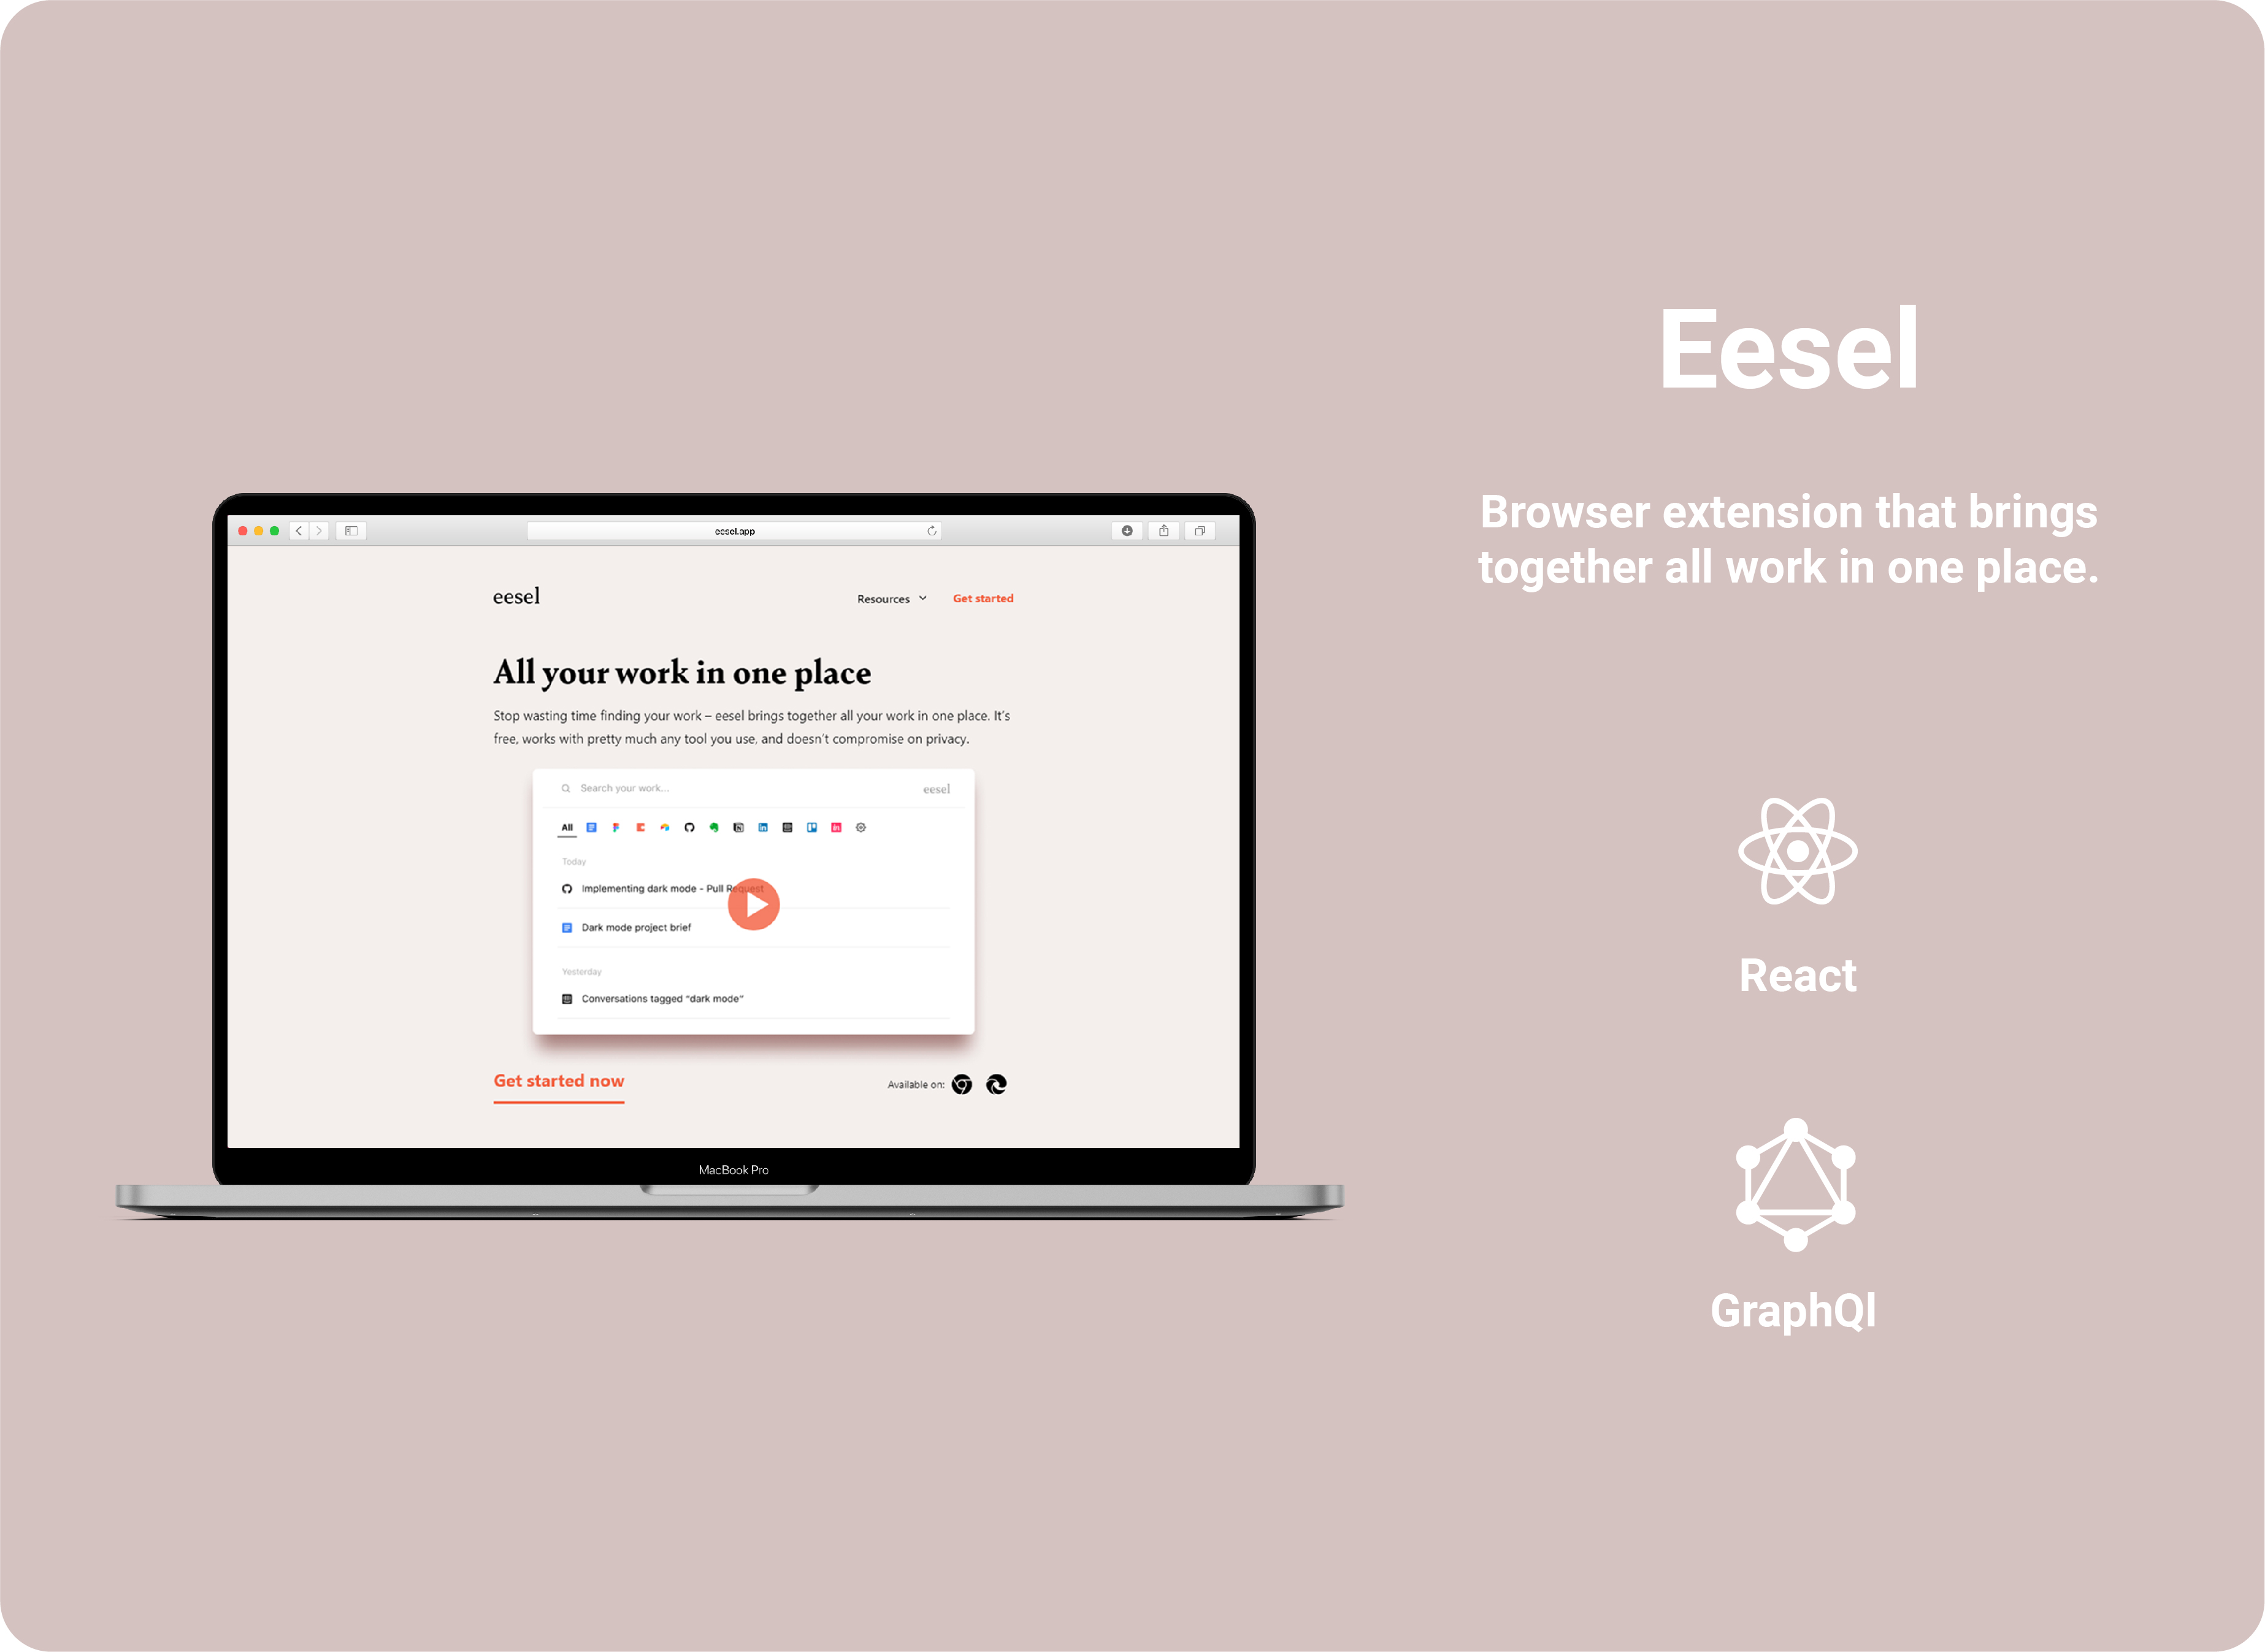 Eesel
Browser extension that brings
together all work in one place.
React
GraphQl
eesel.app
eesel
Resources
Get started
All your work in one place
Stop wasting time finding your work – eesel brings together all your work in one place. It's
free, works with pretty much any tool you use, and doesn't compromise on privacy.
Search your work...
eesel
All
Today
Implementing dark mode - Pull Request
Dark mode project brief
Yesterday
Conversations tagged "dark mode"
Get started now
Available on:
MacBook Pro